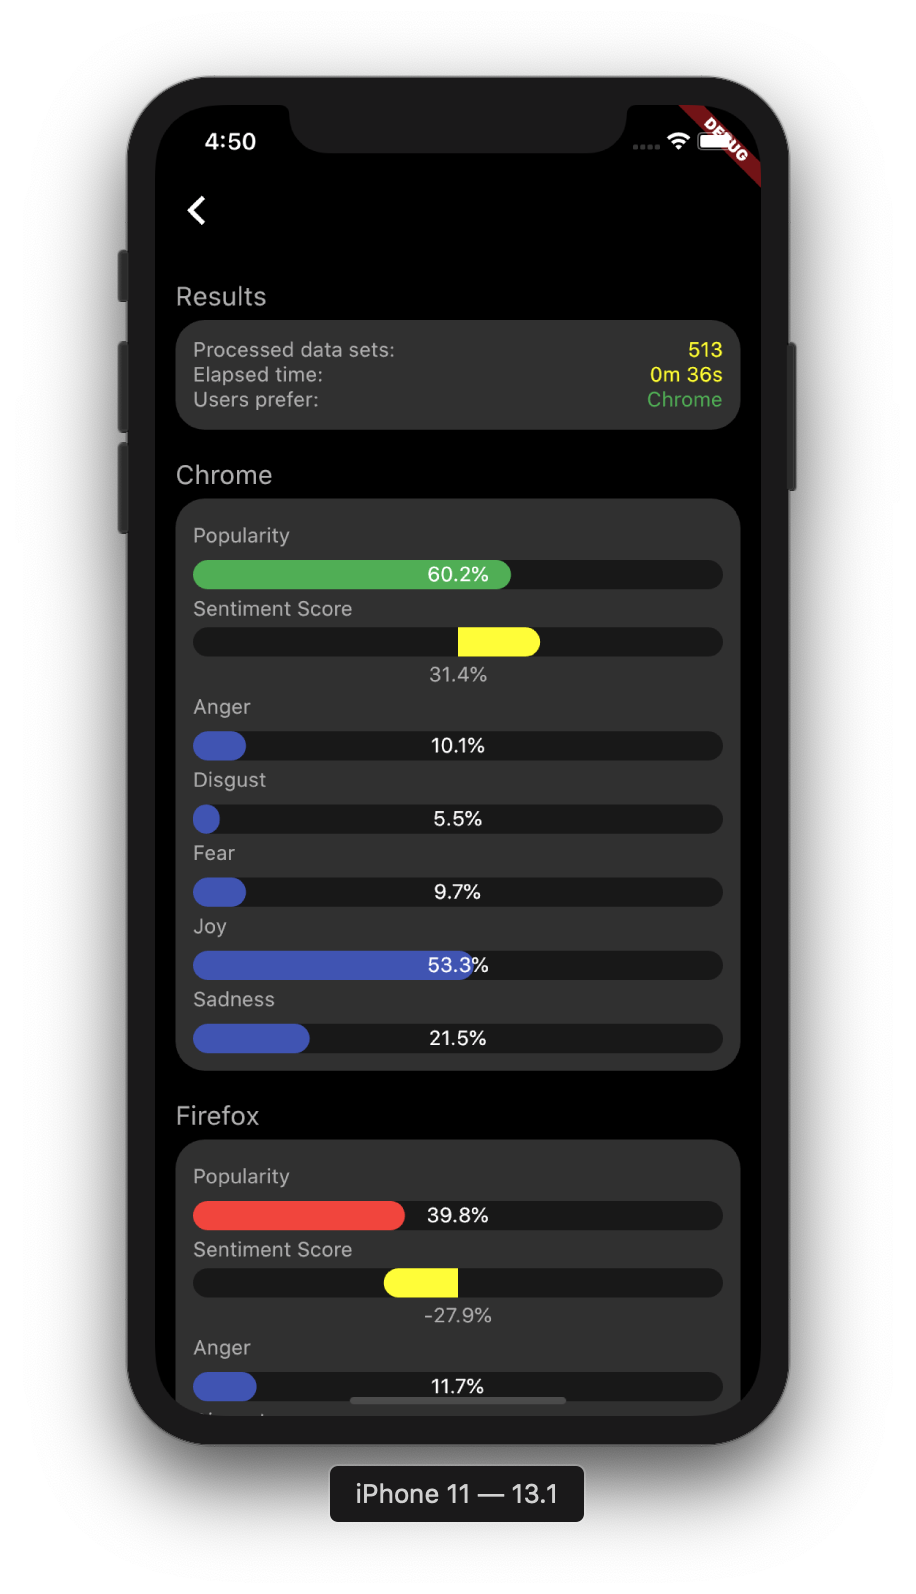 4:50
DEBUG
Results
Processed data sets: 513
Elapsed time: 0m 36s
Users prefer: Chrome
Chrome
Popularity
60.2%
Sentiment Score
31.4%
Anger
10.1%
Disgust
5.5%
Fear
9.7%
Joy
53.3%
Sadness
21.5%
Firefox
Popularity
39.8%
Sentiment Score
-27.9%
Anger
11.7%
iPhone 11 — 13.1